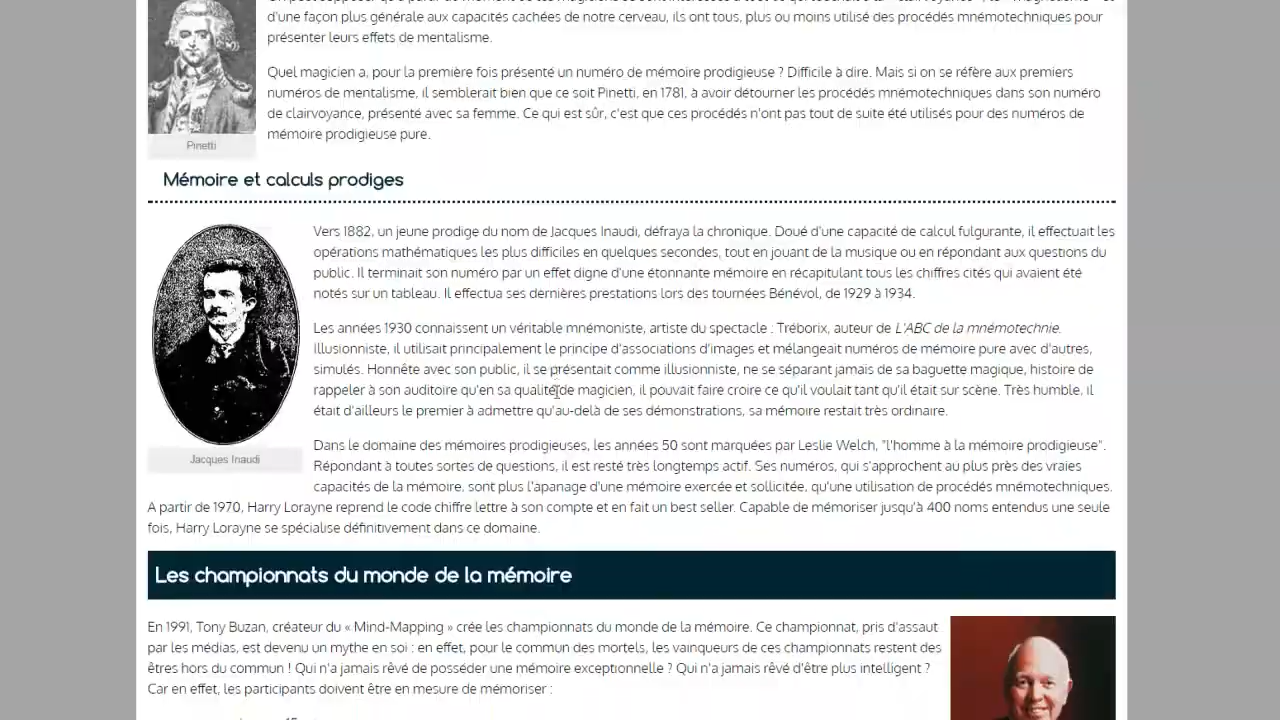 d'une façon plus générale aux capacités cachées de notre cerveau, ils ont tous, plus ou moins utilisé des procédés mnémotechniques pour
présenter leurs effets de mentalisme.
Quel magicien a, pour la première fois présenté un numéro de mémoire prodigieuse ? Difficile à dire. Mais si on se réfère aux premiers
numéros de mentalisme, il semblerait bien que ce soit Pinetti, en 1781, à avoir détourner les procédés mnémotechniques dans son numéro
de clairvoyance, présenté avec sa femme. Ce qui est sûr, c'est que ces procédés n'ont pas tout de suite été utilisés pour des numéros de
mémoire prodigieuse pure.
Pinetti
Mémoire et calculs prodiges
Vers 1882, un jeune prodige du nom de Jacques Inaudi, défraya la chronique. Doué d'une capacité de calcul fulgurante, il effectuait les
opérations mathématiques les plus difficiles en quelques secondes, tout en jouant de la musique ou en répondant aux questions du
public. Il terminait son numéro par un effet digne d'une étonnante mémoire en récapitulant tous les chiffres cités qui avaient été
notés sur un tableau. Il effectua ses dernières prestations lors des tournées Bénévol, de 1929 à 1934.
Les années 1930 connaissent un véritable mnémoniste, artiste du spectacle : Tréborix, auteur de L'ABC de la mnémotechnie.
Illusionniste, il utilisait principalement le principe d'associations d'images et mélangeait numéros de mémoire pure avec d'autres,
simulés. Honnête avec son public, il se présentait comme illusionniste, ne se séparant jamais de sa baguette magique, histoire de
rappeler à son auditoire qu'en sa qualité de magicien, il pouvait faire croire ce qu'il voulait tant qu'il était sur scène. Très humble, il
était d'ailleurs le premier à admettre qu'au-delà de ses démonstrations, sa mémoire restait très ordinaire.
Jacques Inaudi
Dans le domaine des mémoires prodigieuses, les années 50 sont marquées par Leslie Welch, "l'homme à la mémoire prodigieuse".
Répondant à toutes sortes de questions, il est resté très longtemps actif. Ses numéros, qui s'approchent au plus près des vraies
capacités de la mémoire, sont plus l'apanage d'une mémoire exercée et sollicitée, qu'une utilisation de procédés mnémotechniques.
A partir de 1970, Harry Lorayne reprend le code chiffre lettre à son compte et en fait un best seller. Capable de mémoriser jusqu'à 400 noms entendus une seule
fois, Harry Lorayne se spécialise définitivement dans ce domaine.
Les championnats du monde de la mémoire
En 1991, Tony Buzan, créateur du « Mind-Mapping » crée les championnats du monde de la mémoire. Ce championnat, pris d'assaut
par les médias, est devenu un mythe en soi : en effet, pour le commun des mortels, les vainqueurs de ces championnats restent des
êtres hors du commun ! Qui n'a jamais rêvé de posséder une mémoire exceptionnelle ? Qui n'a jamais rêvé d'être plus intelligent ?
Car en effet, les participants doivent être en mesure de mémoriser :